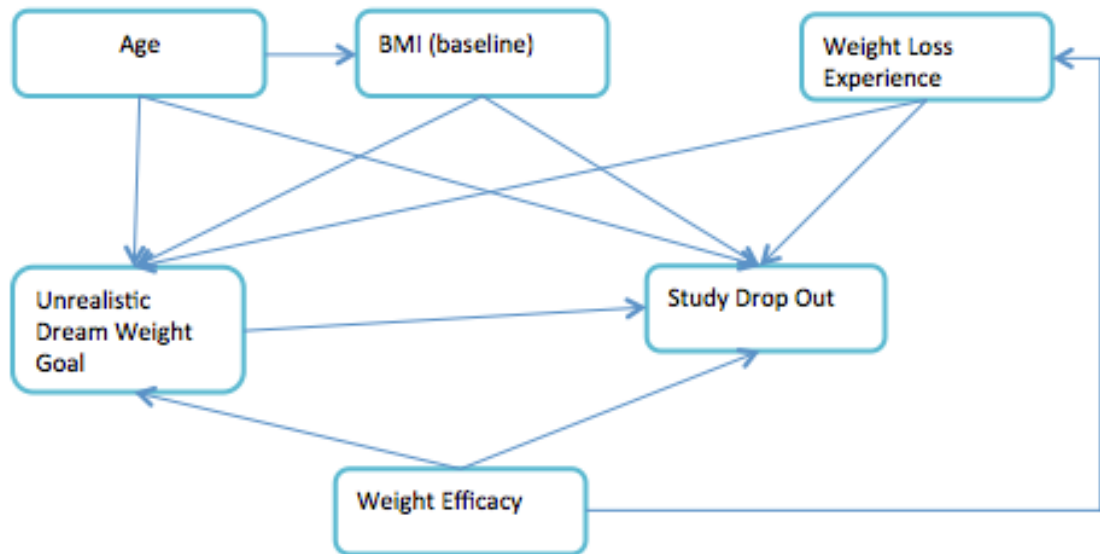 Age
BMI (baseline)
Weight Loss
Experience
Unrealistic
Dream Weight
Goal
Study Drop Out
Weight Efficacy